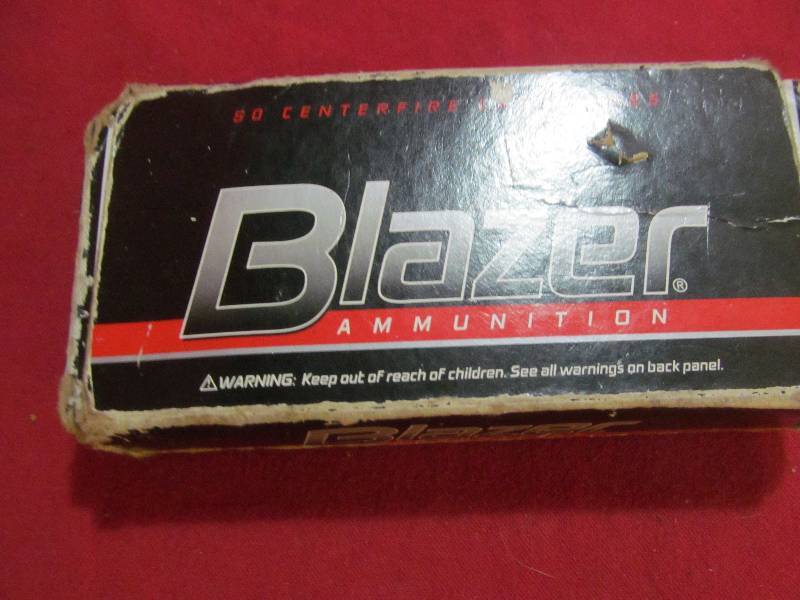 50 CENTERFIRE
Blazer®
AMMUNITION
⚠WARNING: Keep out of reach of children. See all warnings on back panel.
Blazer